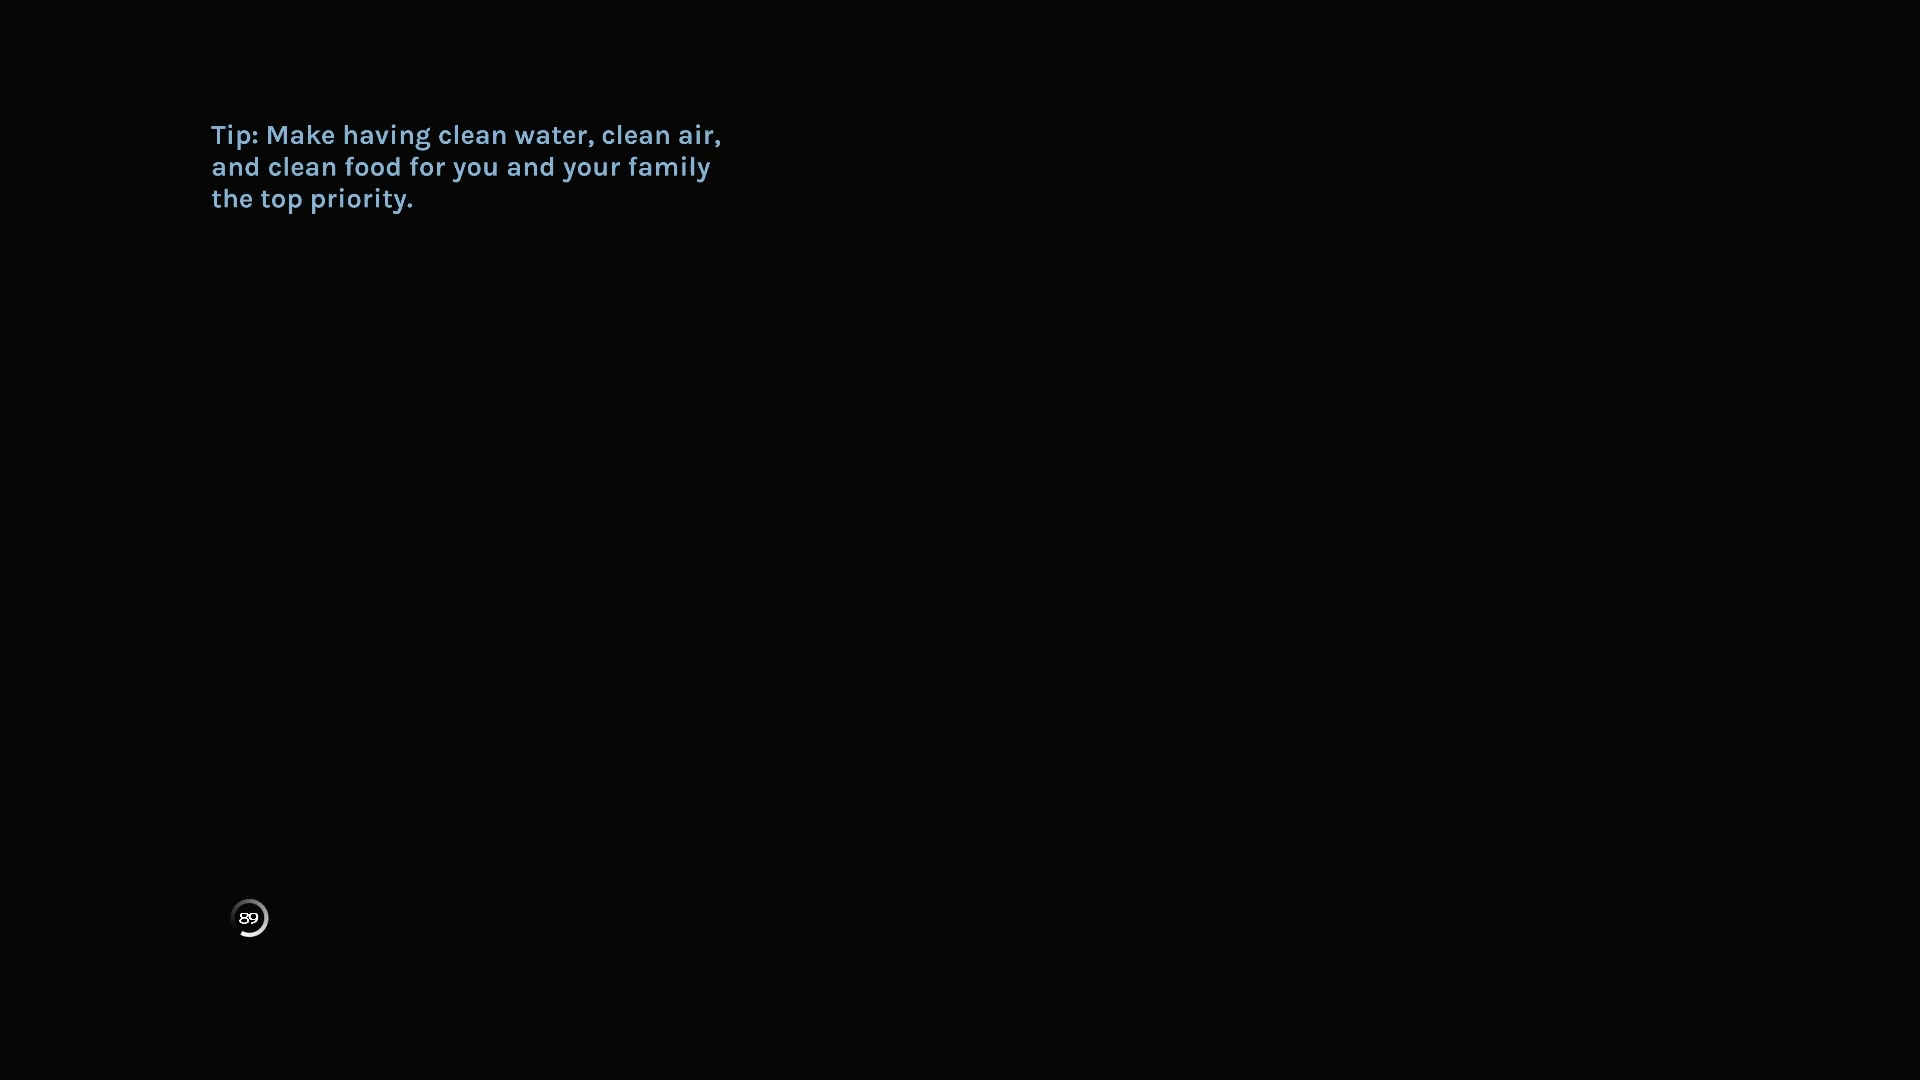 Tip: Make having clean water, clean air,
and clean food for you and your family
the top priority.
89